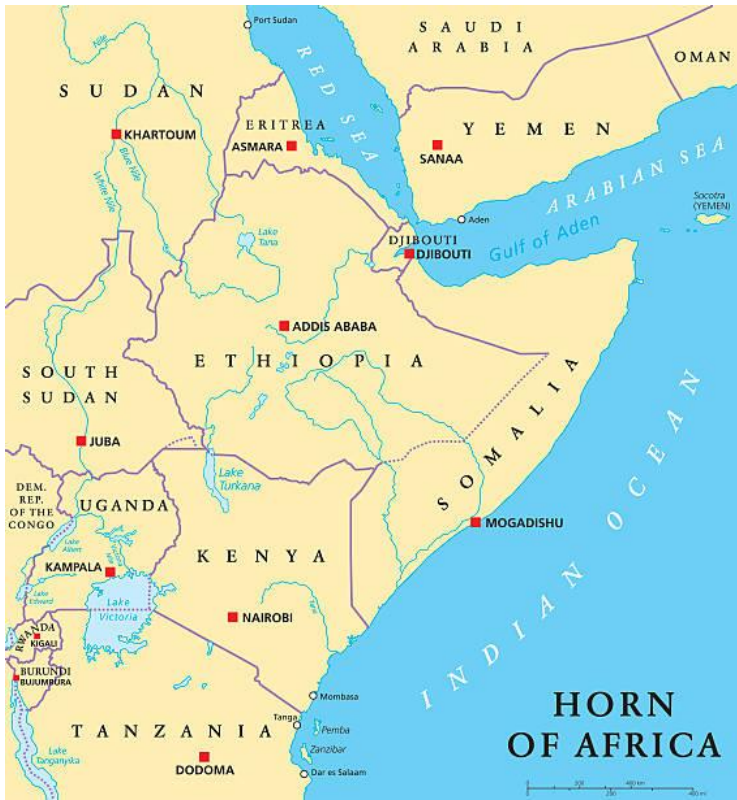 Port Sudan
SAUDI
ARABIA
OMAN
Nile
RED SEA
SUDAN
ERITREA
YEMEN
KHARTOUM
ASMARA
SANAA
ARABIAN SEA
Blue Nile
White Nile
Socotra
(YEMEN)
Aden
Gulf of Aden
Lake
Tana
DJIBOUTI
DJIBOUTI
ADDIS ABABA
ETHIOPIA
SOUTH
SUDAN
SOMALIA
JUBA
Lake
Turkana
DEM.
REP.
OF THE
CONGO
UGANDA
MOGADISHU
INDIAN OCEAN
Lake
Albert
KENYA
KAMPALA
Lake
Edward
Lake
Victoria
NAIROBI
Tana
RWANDA
KIGALI
BURUNDI
BUJUMBURA
Mombasa
HORN
OF AFRICA
Tanga
TANZANIA
Pemba
Zanzibar
Lake
Tanganyika
DODOMA
Dar es Salaam